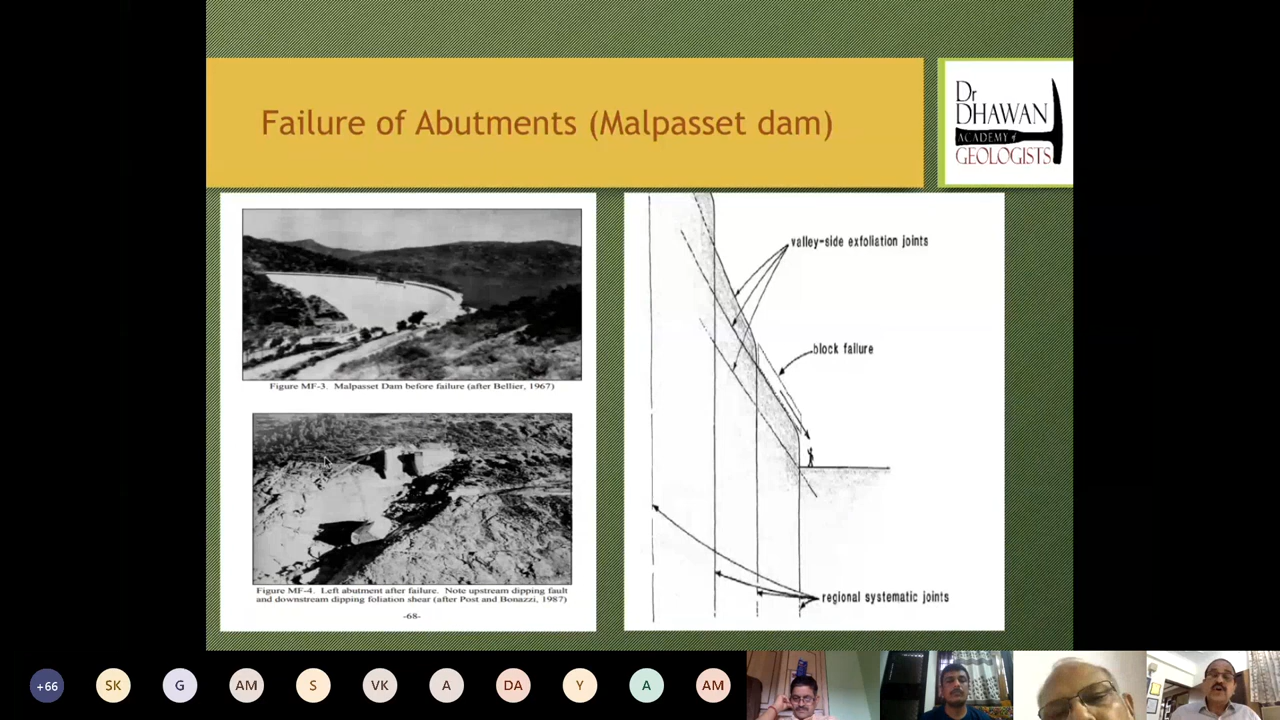 Failure of Abutments (Malpasset dam)
Dr
DHAWAN
ACADEMY of
GEOLOGISTS
Figure MF-3. Malpasset Dam before failure (after Bellier, 1967)
Figure MF-4. Left abutment after failure. Note upstream dipping fault
and downstream dipping foliation shear (after Post and Bonazzi, 1987)
-68-
valley-side exfoliation joints
block failure
regional systematic joints
+66
SK
G
AM
S
VK
A
DA
Y
A
AM